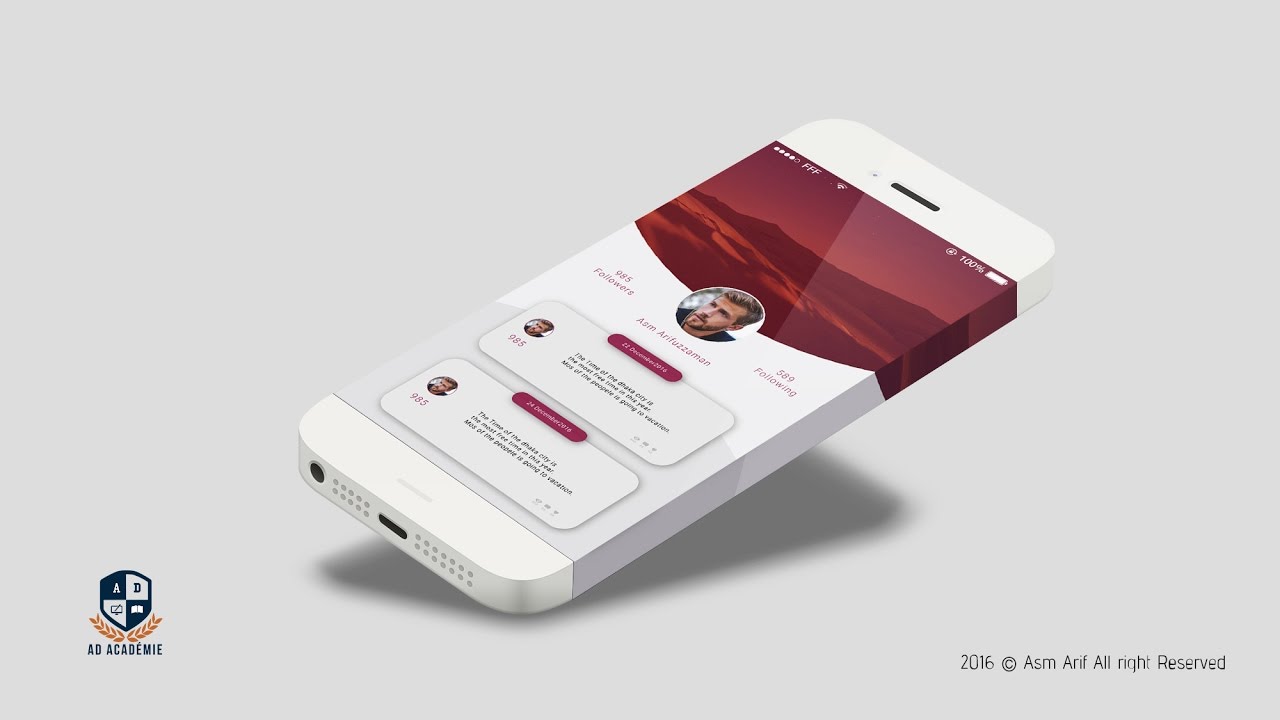 FFF
100%
985
Followers
Asm Arifuzzaman
589
Following
985
22 December2016
The Time of the dhaka city is
the most free time in this year.
Mos of the peopele is going to vacation.
985
24 December2016
The Time of the dhaka city is
the most free time in this year.
Mos of the peopele is going to vacation.
A D
AD ACADÉMIE
2016 © Asm Arif All right Reserved